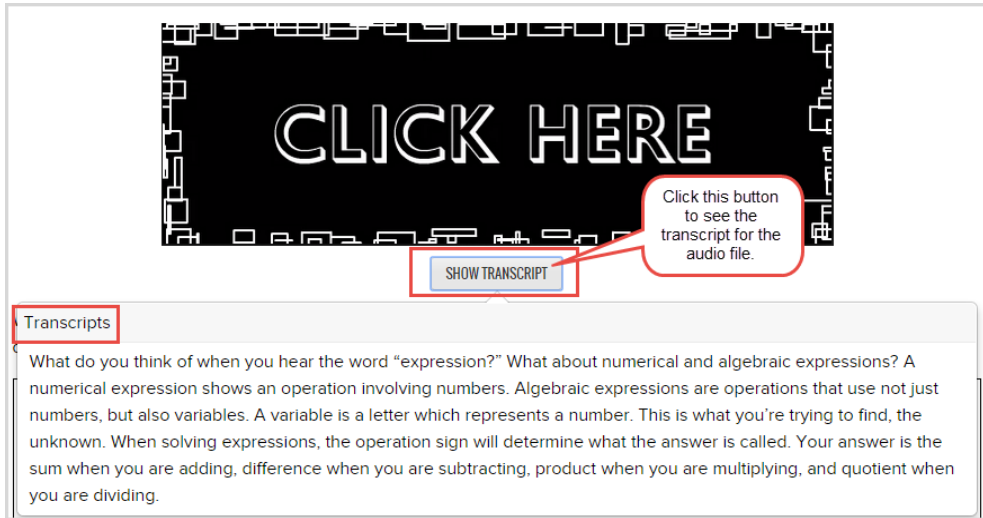 CLICK HERE
Click this button
to see the
transcript for the
audio file.
SHOW TRANSCRIPT
Transcripts
What do you think of when you hear the word “expression?” What about numerical and algebraic expressions? A
numerical expression shows an operation involving numbers. Algebraic expressions are operations that use not just
numbers, but also variables. A variable is a letter which represents a number. This is what you’re trying to find, the
unknown. When solving expressions, the operation sign will determine what the answer is called. Your answer is the
sum when you are adding, difference when you are subtracting, product when you are multiplying, and quotient when
you are dividing.